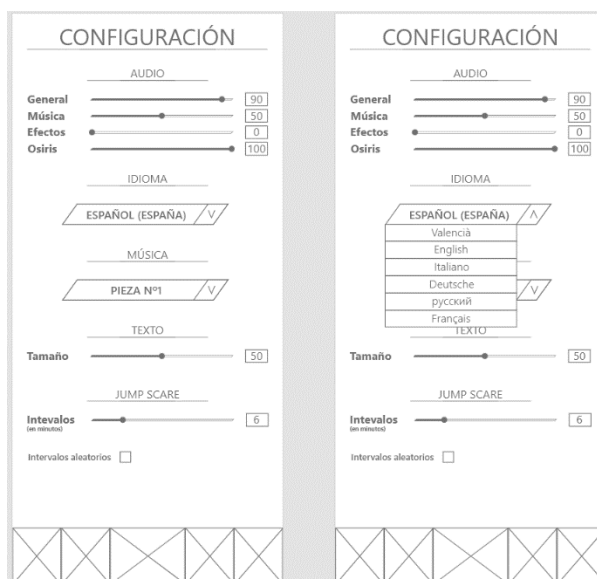 CONFIGURACIÓN
AUDIO
General 90
Música 50
Efectos 0
Osiris 100
IDIOMA
ESPAÑOL (ESPAÑA) V
MÚSICA
PIEZA Nº1 V
TEXTO
Tamaño 50
JUMP SCARE
Intevalos 6
(en minutos)
Intervalos aleatorios
CONFIGURACIÓN
AUDIO
General 90
Música 50
Efectos 0
Osiris 100
IDIOMA
ESPAÑOL (ESPAÑA) V
Valencià
English
Italiano
Deutsche
русский
Français
V
TEXTO
Tamaño 50
JUMP SCARE
Intevalos 6
(en minutos)
Intervalos aleatorios